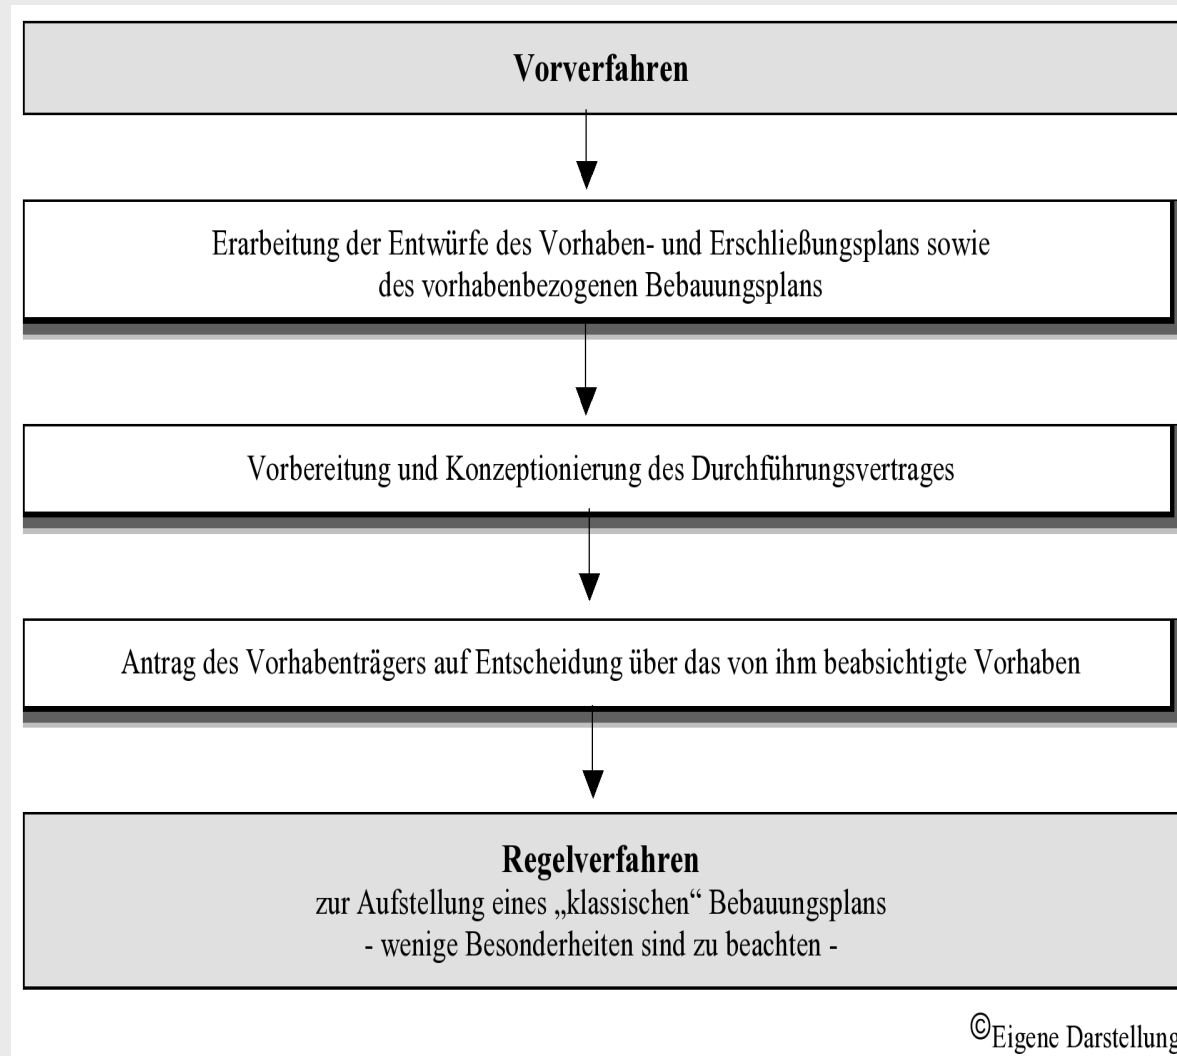 Vorverfahren
Erarbeitung der Entwürfe des Vorhaben- und Erschließungsplans sowie
des vorhabenbezogenen Bebauungsplans
Vorbereitung und Konzeptionierung des Durchführungsvertrages
Antrag des Vorhabenträgers auf Entscheidung über das von ihm beabsichtigte Vorhaben
Regelverfahren
zur Aufstellung eines „klassischen“ Bebauungsplans
- wenige Besonderheiten sind zu beachten -
©Eigene Darstellung